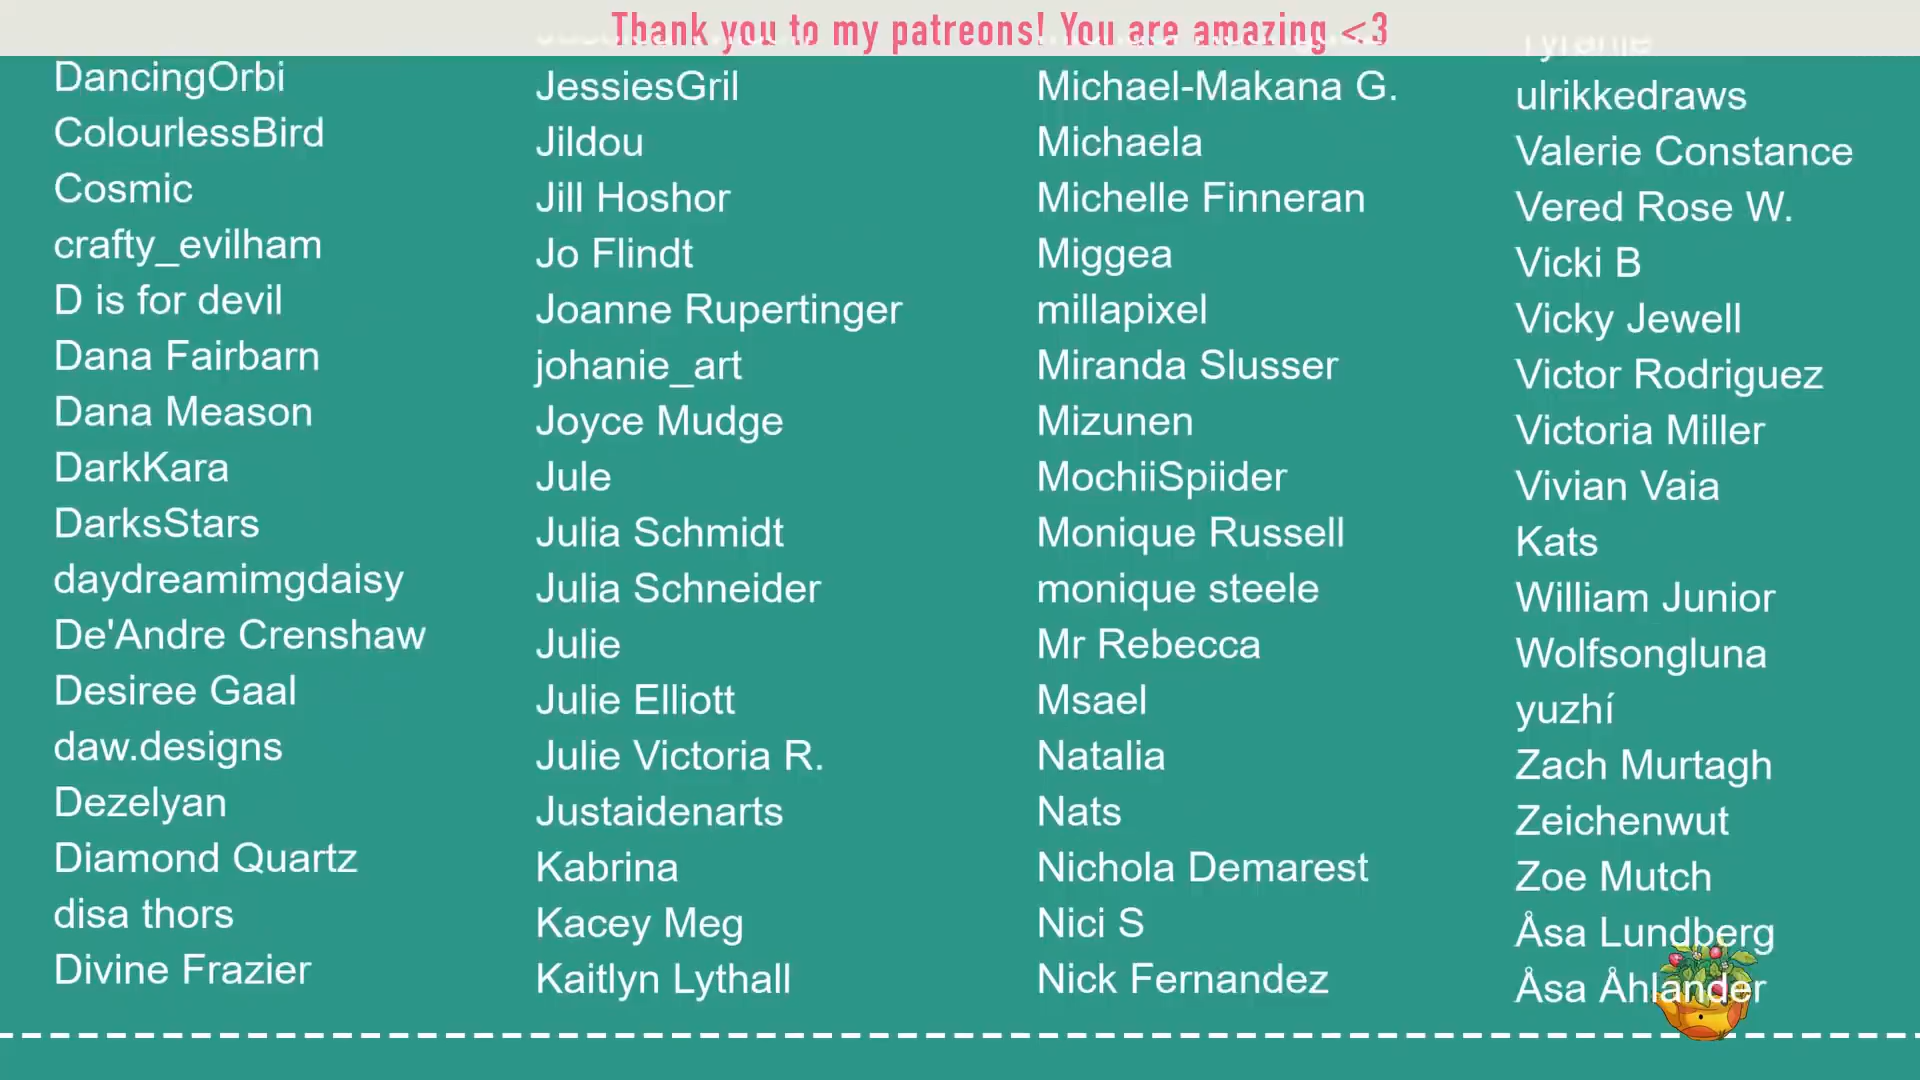 Thank you to my patreons! You are amazing <3
DancingOrbi
ColourlessBird
Cosmic
crafty_evilham
D is for devil
Dana Fairbarn
Dana Meason
DarkKara
DarksStars
daydreamimgdaisy
De'Andre Crenshaw
Desiree Gaal
daw.designs
Dezelyan
Diamond Quartz
disa thors
Divine Frazier
JessiesGril
Jildou
Jill Hoshor
Jo Flindt
Joanne Rupertinger
johanie_art
Joyce Mudge
Jule
Julia Schmidt
Julia Schneider
Julie
Julie Elliott
Julie Victoria R.
Justaidenarts
Kabrina
Kacey Meg
Kaitlyn Lythall
Michael-Makana G.
Michaela
Michelle Finneran
Miggea
millapixel
Miranda Slusser
Mizunen
MochiiSpiider
Monique Russell
monique steele
Mr Rebecca
Msael
Natalia
Nats
Nichola Demarest
Nici S
Nick Fernandez
ulrikkedraws
Valerie Constance
Vered Rose W.
Vicki B
Vicky Jewell
Victor Rodriguez
Victoria Miller
Vivian Vaia
Kats
William Junior
Wolfsongluna
yuzhí
Zach Murtagh
Zeichenwut
Zoe Mutch
Åsa Lundberg
Åsa Åhlander